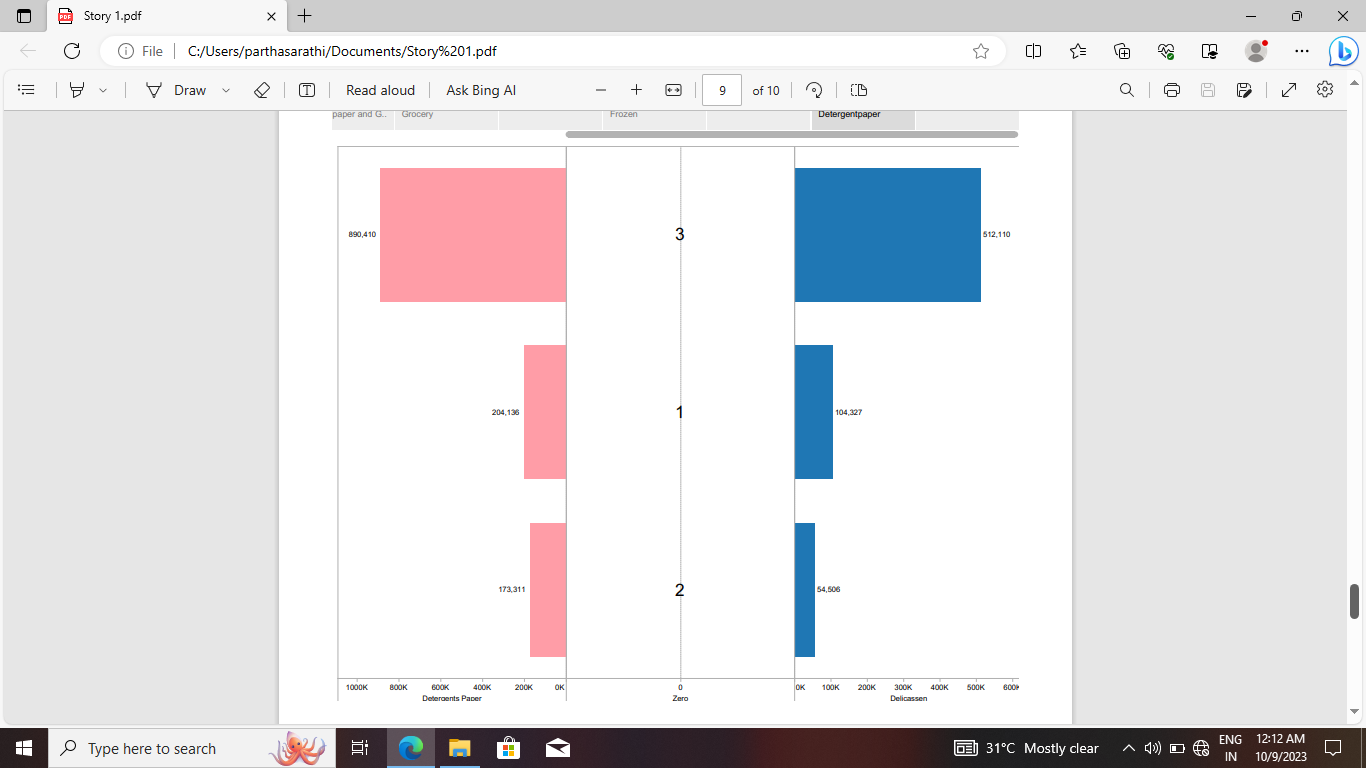 Story 1.pdf
File
C:/Users/parthasarathi/Documents/Story%201.pdf
Draw
Read aloud
Ask Bing AI
9
of 10
paper and G..
Grocery
Frozen
Detergentpaper
890,410
3
512,110
204,136
1
104,327
173,311
2
54,506
1000K 800K 600K 400K 200K 0K
0
0K 100K 200K 300K 400K 500K 600K
Detergents Paper
Zero
Delicassen
Type here to search
31°C Mostly clear
ENG
IN
12:12 AM
10/9/2023